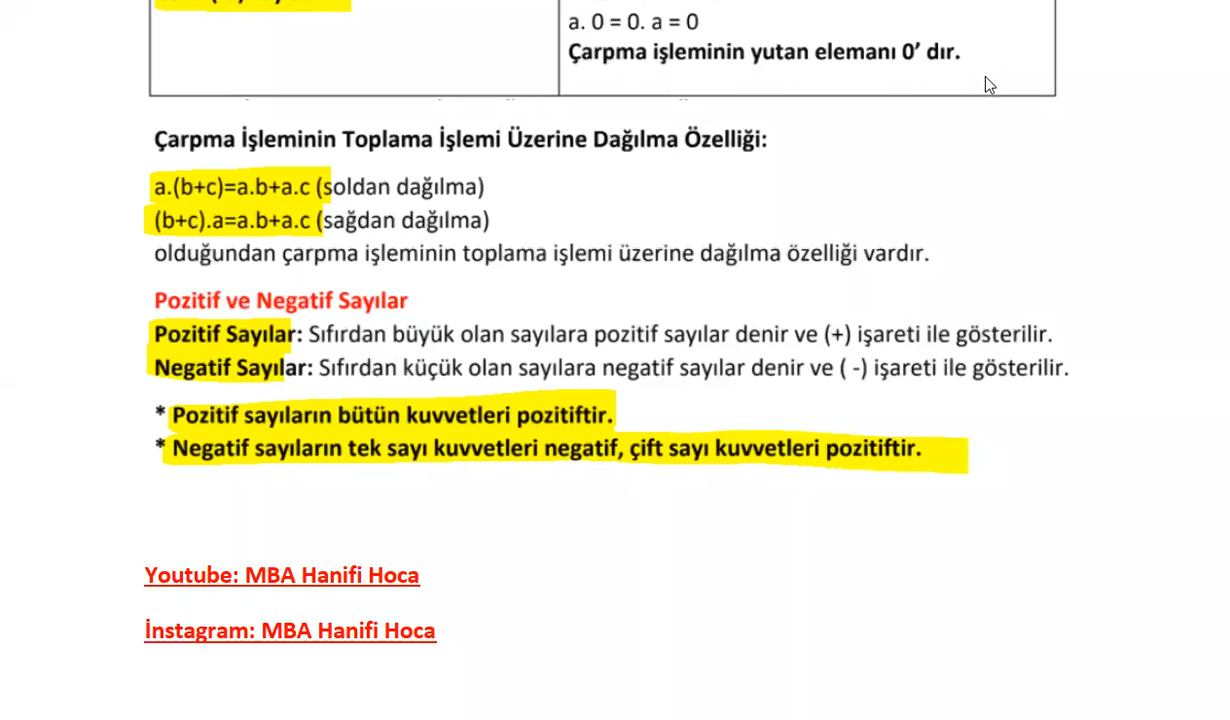 a. 0 = 0. a = 0
Çarpma işleminin yutan elemanı 0’ dır.
Çarpma İşleminin Toplama İşlemi Üzerine Dağılma Özelliği:
a.(b+c)=a.b+a.c (soldan dağılma)
(b+c).a=a.b+a.c (sağdan dağılma)
olduğundan çarpma işleminin toplama işlemi üzerine dağılma özelliği vardır.
Pozitif ve Negatif Sayılar
Pozitif Sayılar: Sıfırdan büyük olan sayılara pozitif sayılar denir ve (+) işareti ile gösterilir.
Negatif Sayılar: Sıfırdan küçük olan sayılara negatif sayılar denir ve ( -) işareti ile gösterilir.
* Pozitif sayıların bütün kuvvetleri pozitiftir.
* Negatif sayıların tek sayı kuvvetleri negatif, çift sayı kuvvetleri pozitiftir.
Youtube: MBA Hanifi Hoca
İnstagram: MBA Hanifi Hoca